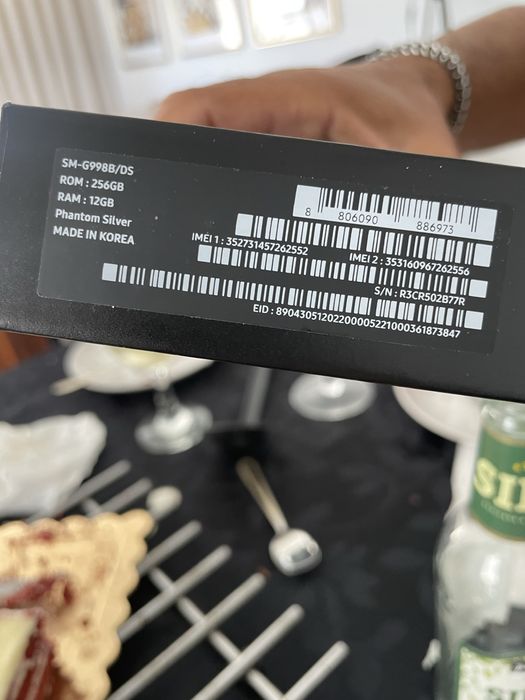 SM-G998B/DS
ROM : 256GB
RAM : 12GB
Phantom Silver
MADE IN KOREA
8 806090 886973
IMEI 1 : 352731457262552
IMEI 2 : 353160967262556
S/N : R3CR502B77R
EID : 89043051202200005221000361873847